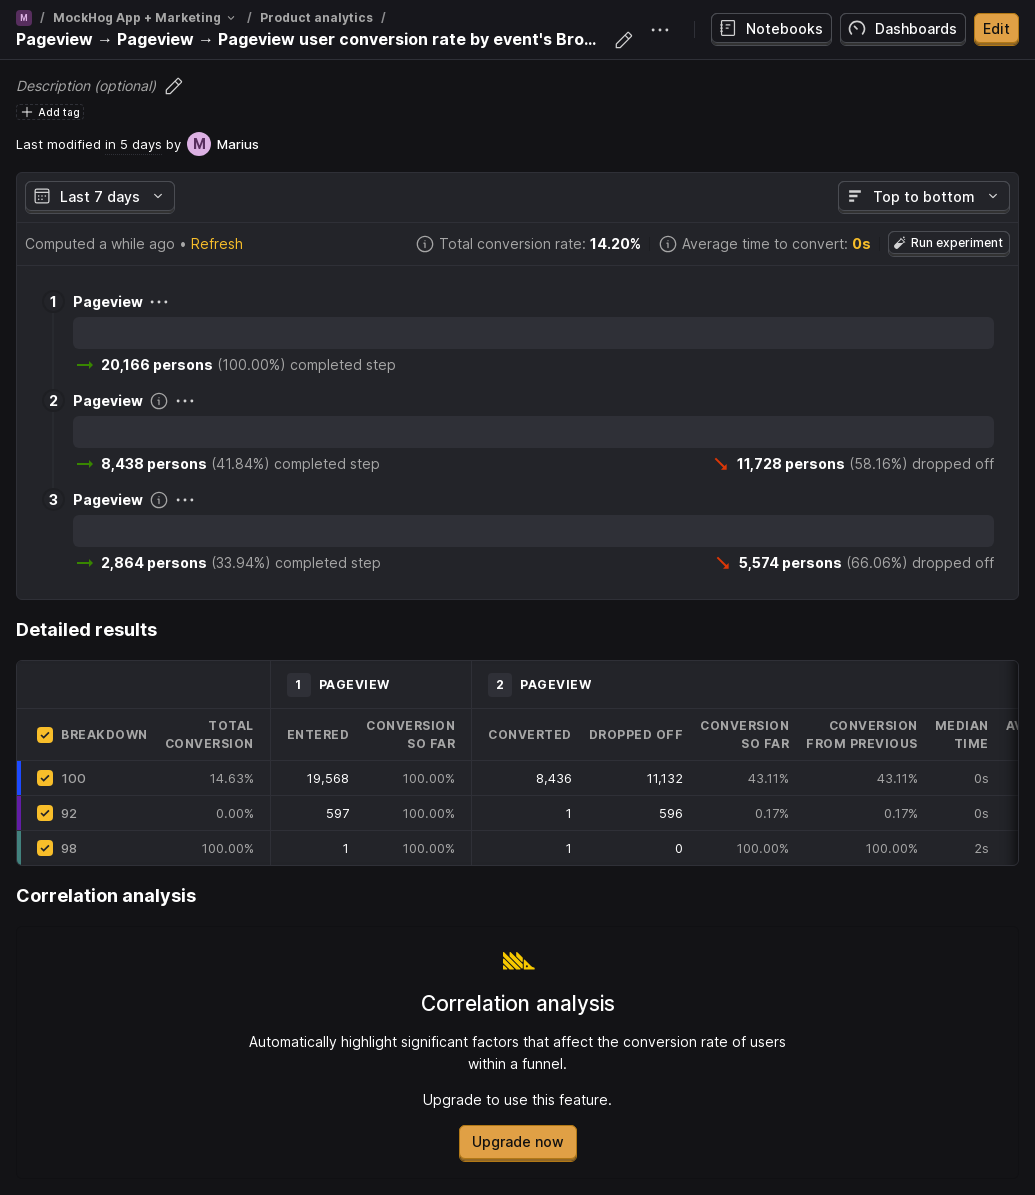 M / MockHog App + Marketing / Product analytics /
Pageview → Pageview → Pageview user conversion rate by event's Bro...
Notebooks
Dashboards
Edit
Description (optional)
Add tag
Last modified in 5 days by M Marius
Last 7 days
Top to bottom
Computed a while ago • Refresh
Total conversion rate: 14.20%
Average time to convert: 0s
Run experiment
1 Pageview
20,166 persons (100.00%) completed step
2 Pageview
8,438 persons (41.84%) completed step
11,728 persons (58.16%) dropped off
3 Pageview
2,864 persons (33.94%) completed step
5,574 persons (66.06%) dropped off
Detailed results
1 PAGEVIEW
2 PAGEVIEW
BREAKDOWN
TOTAL
CONVERSION
ENTERED
CONVERSION
SO FAR
CONVERTED
DROPPED OFF
CONVERSION
SO FAR
CONVERSION
FROM PREVIOUS
MEDIAN
TIME
100 14.63% 19,568 100.00% 8,436 11,132 43.11% 43.11% 0s
92 0.00% 597 100.00% 1 596 0.17% 0.17% 0s
98 100.00% 1 100.00% 1 0 100.00% 100.00% 2s
Correlation analysis
Correlation analysis
Automatically highlight significant factors that affect the conversion rate of users
within a funnel.
Upgrade to use this feature.
Upgrade now